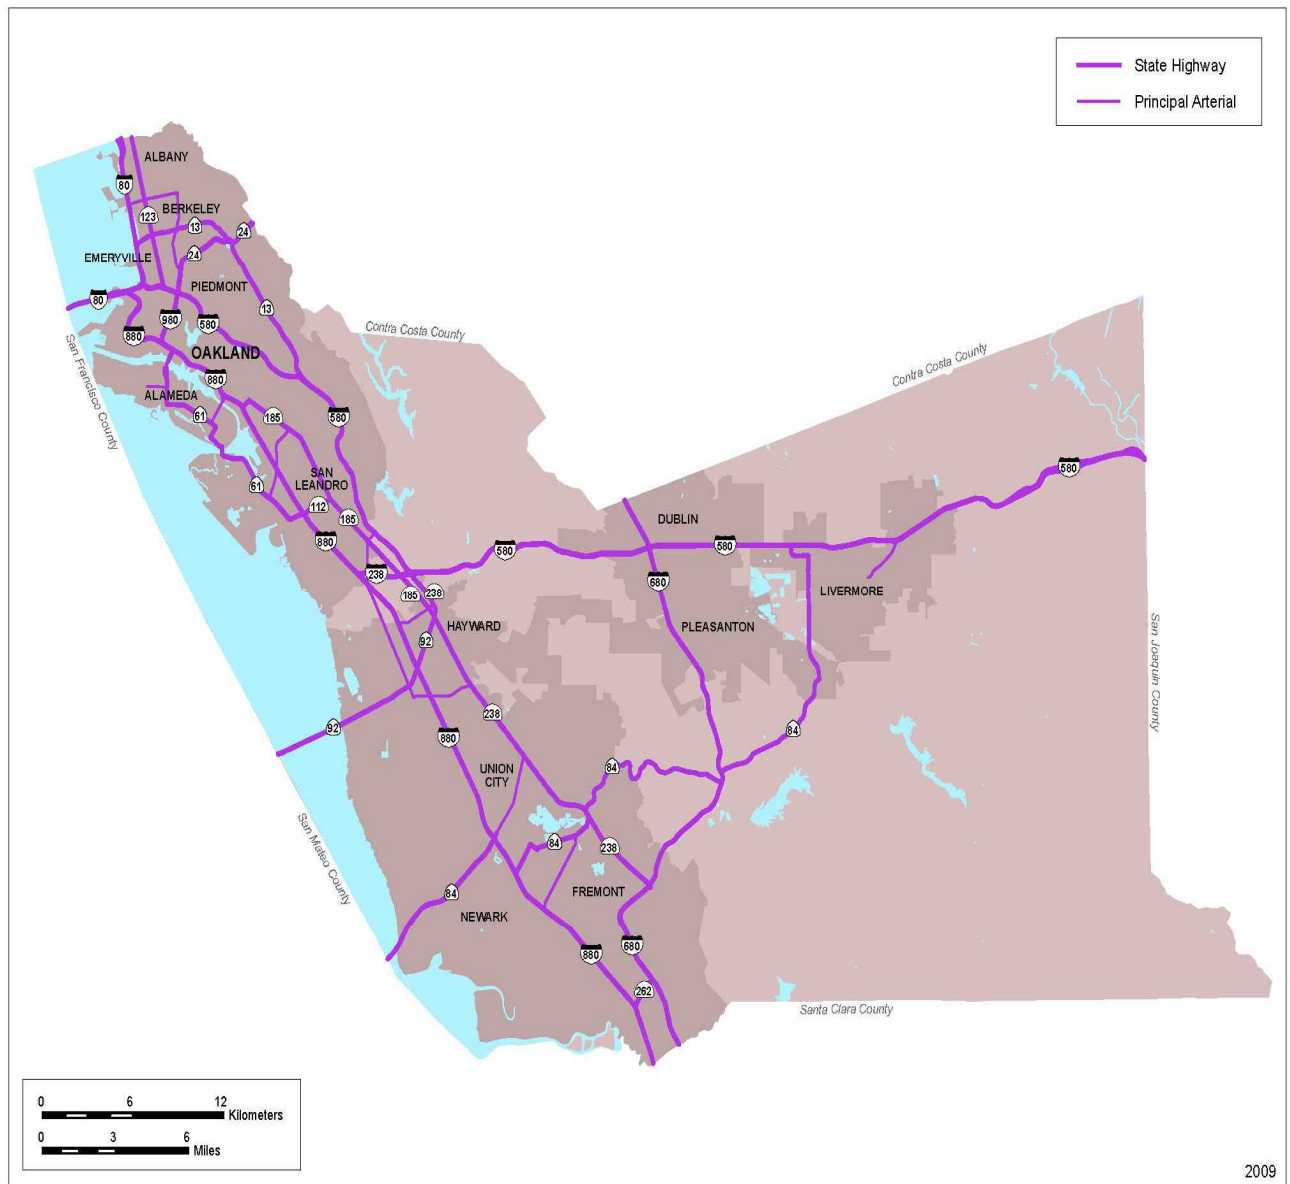 State Highway
Principal Arterial
ALBANY
80
BERKELEY
123
13
24
24
EMERYVILLE
PIEDMONT
80
980
580
13
880
OAKLAND
Contra Costa County
Contra Costa County
San Francisco County
880
ALAMEDA
61
185
580
580
SAN
LEANDRO
61
112
185
DUBLIN
880
580
580
238
680
185
238
LIVERMORE
HAYWARD
PLEASANTON
92
San Joaquin County
238
92
84
880
UNION
CITY
84
San Mateo County
84
238
84
FREMONT
NEWARK
880
680
262
Santa Clara County
0 6 12
Kilometers
0 3 6
Miles
2009